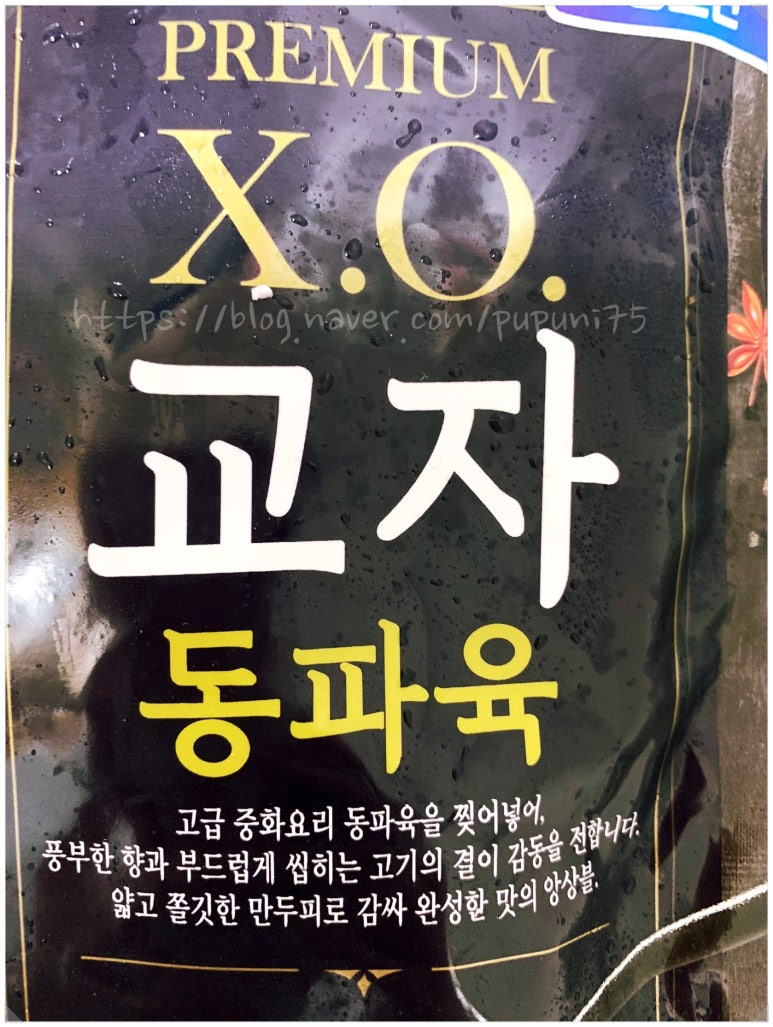 PREMIUM
X.O.
https://blog.naver.com/pupuni75
교자
동파육
고급 중화요리 동파육을 찢어넣어,
풍부한 향과 부드럽게 씹히는 고기의 결이 감동을 전합니다.
얇고 쫄깃한 만두피로 감싸 완성한 맛의 앙상블.